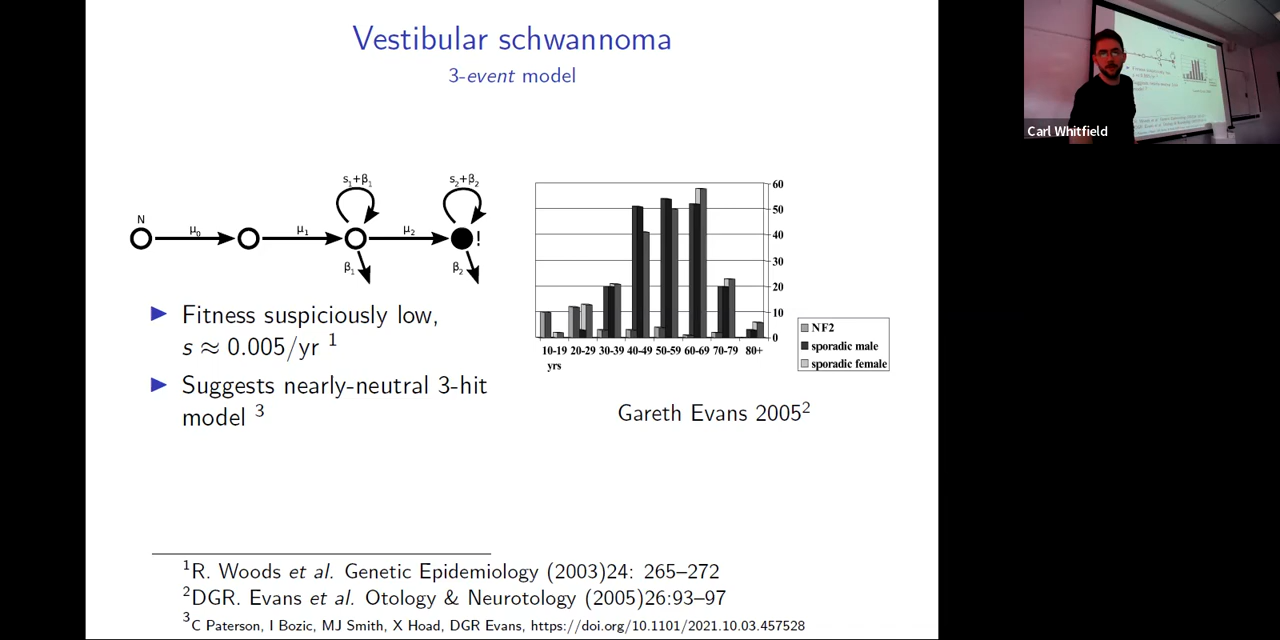 Vestibular schwannoma
3-event model
Carl Whitfield
N
μ0
μ1
s1+β1
β1
μ2
s2+β2
β2
!
Fitness suspiciously low,
s ≈ 0.005/yr 1
Suggests nearly-neutral 3-hit
model 3
60
50
40
30
20
10
0
10-19 20-29 30-39 40-49 50-59 60-69 70-79 80+
yrs
NF2
sporadic male
sporadic female
Gareth Evans 2005²
¹R. Woods et al. Genetic Epidemiology (2003)24: 265–272
²DGR. Evans et al. Otology & Neurotology (2005)26:93–97
³C Paterson, I Bozic, MJ Smith, X Hoad, DGR Evans, https://doi.org/10.1101/2021.10.03.457528